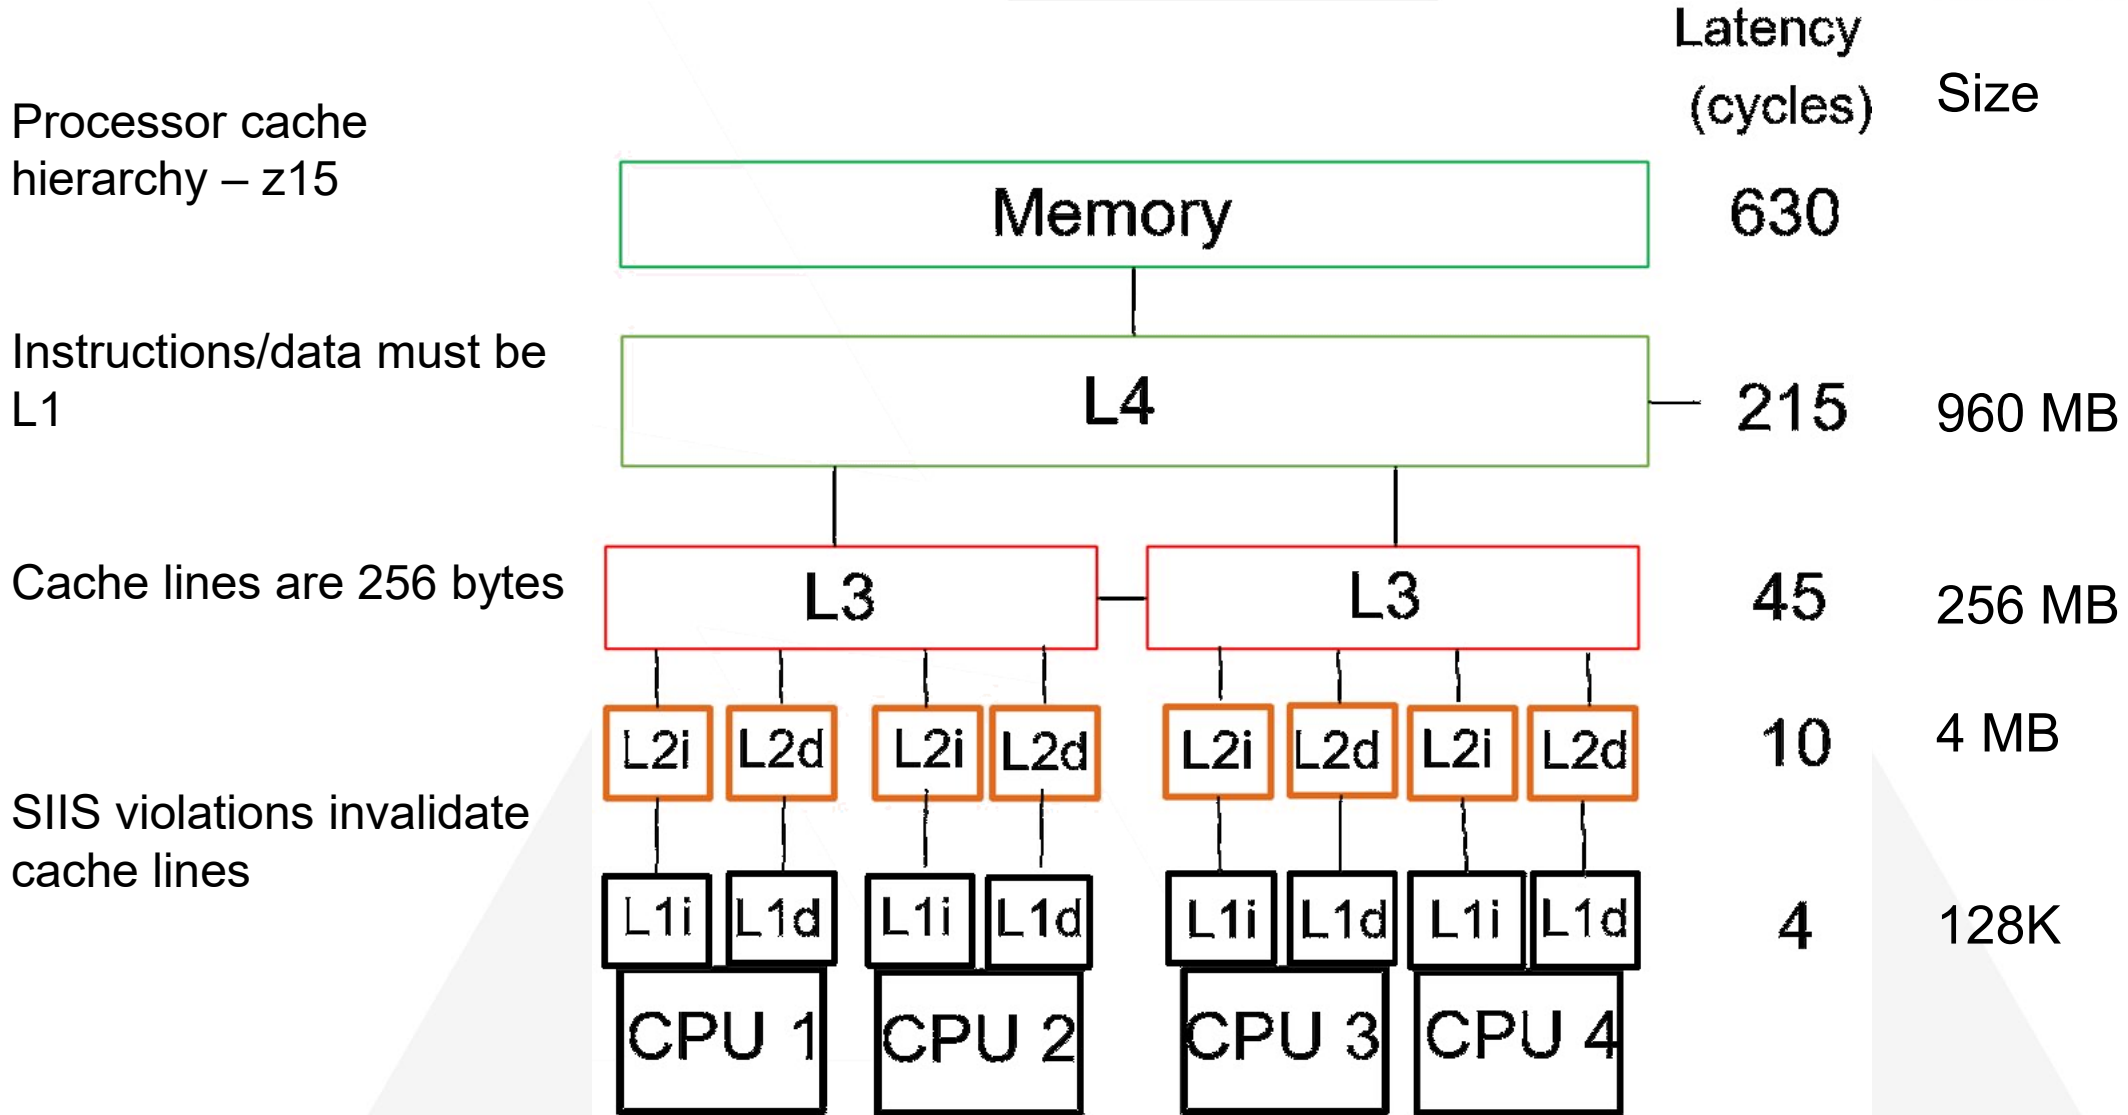 Latency
(cycles)
Size
Processor cache
hierarchy – z15
Memory
630
Instructions/data must be
L1
L4
215
960 MB
Cache lines are 256 bytes
L3
L3
45
256 MB
L2i
L2d
L2i
L2d
L2i
L2d
L2i
L2d
10
4 MB
SIIS violations invalidate
cache lines
L1i
L1d
L1i
L1d
L1i
L1d
L1i
L1d
4
128K
CPU 1
CPU 2
CPU 3
CPU 4